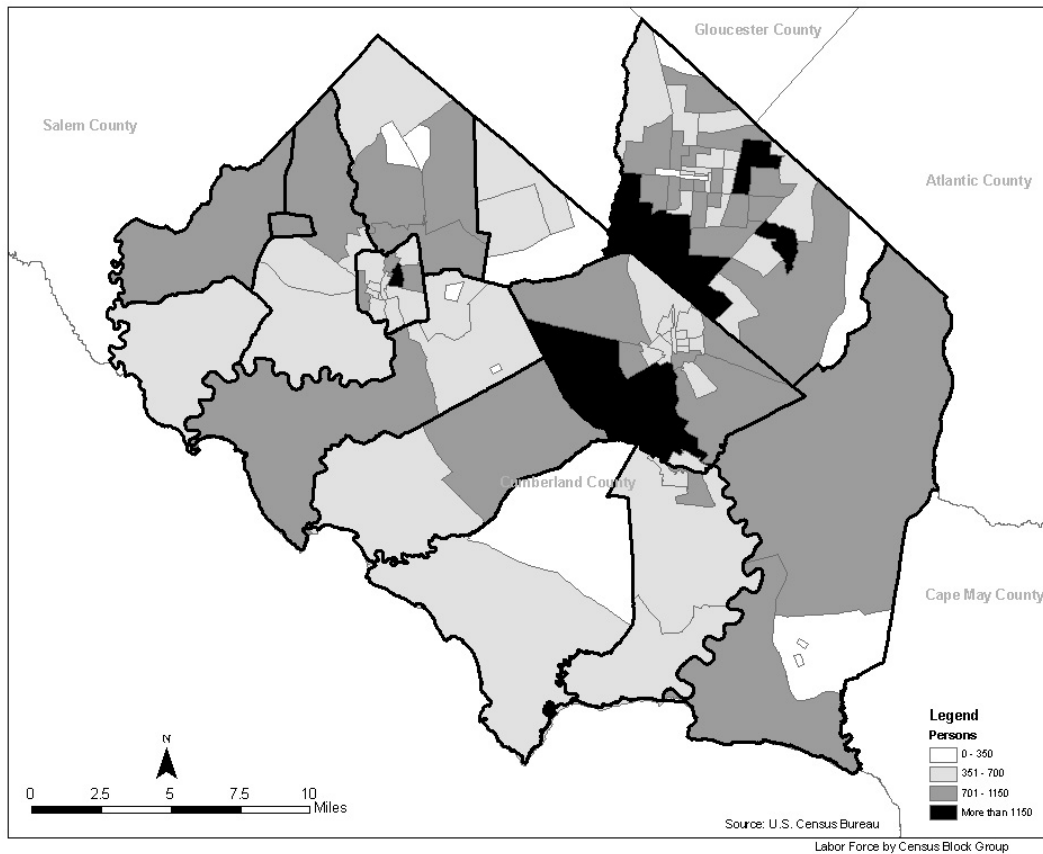 Gloucester County
Salem County
Atlantic County
Cumberland County
Cape May County
N
0 2.5 5 7.5 10
Miles
Legend
Persons
0 - 350
351 - 700
701 - 1150
More than 1150
Source: U.S. Census Bureau
Labor Force by Census Block Group